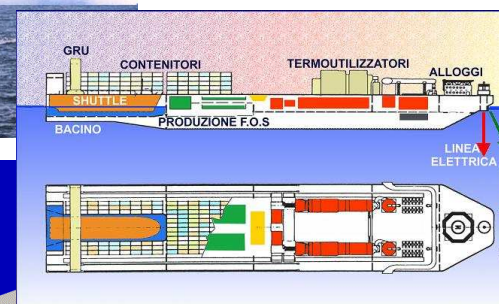 GRU
CONTENITORI
TERMOUTILIZZATORI
ALLOGGI
SHUTTLE
BACINO
PRODUZIONE F.O.S
LINEA
ELETTRICA